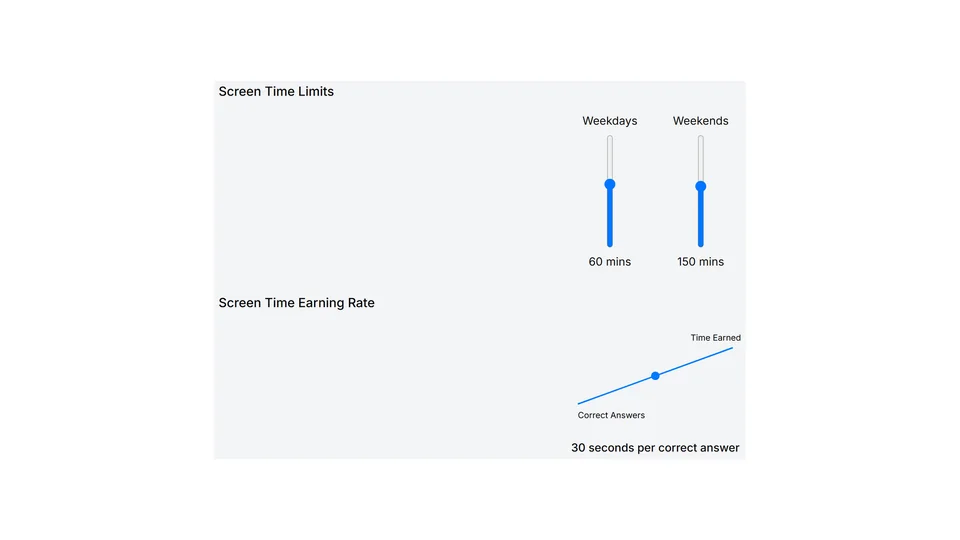 Screen Time Limits
Weekdays
Weekends
60 mins
150 mins
Screen Time Earning Rate
Time Earned
Correct Answers
30 seconds per correct answer